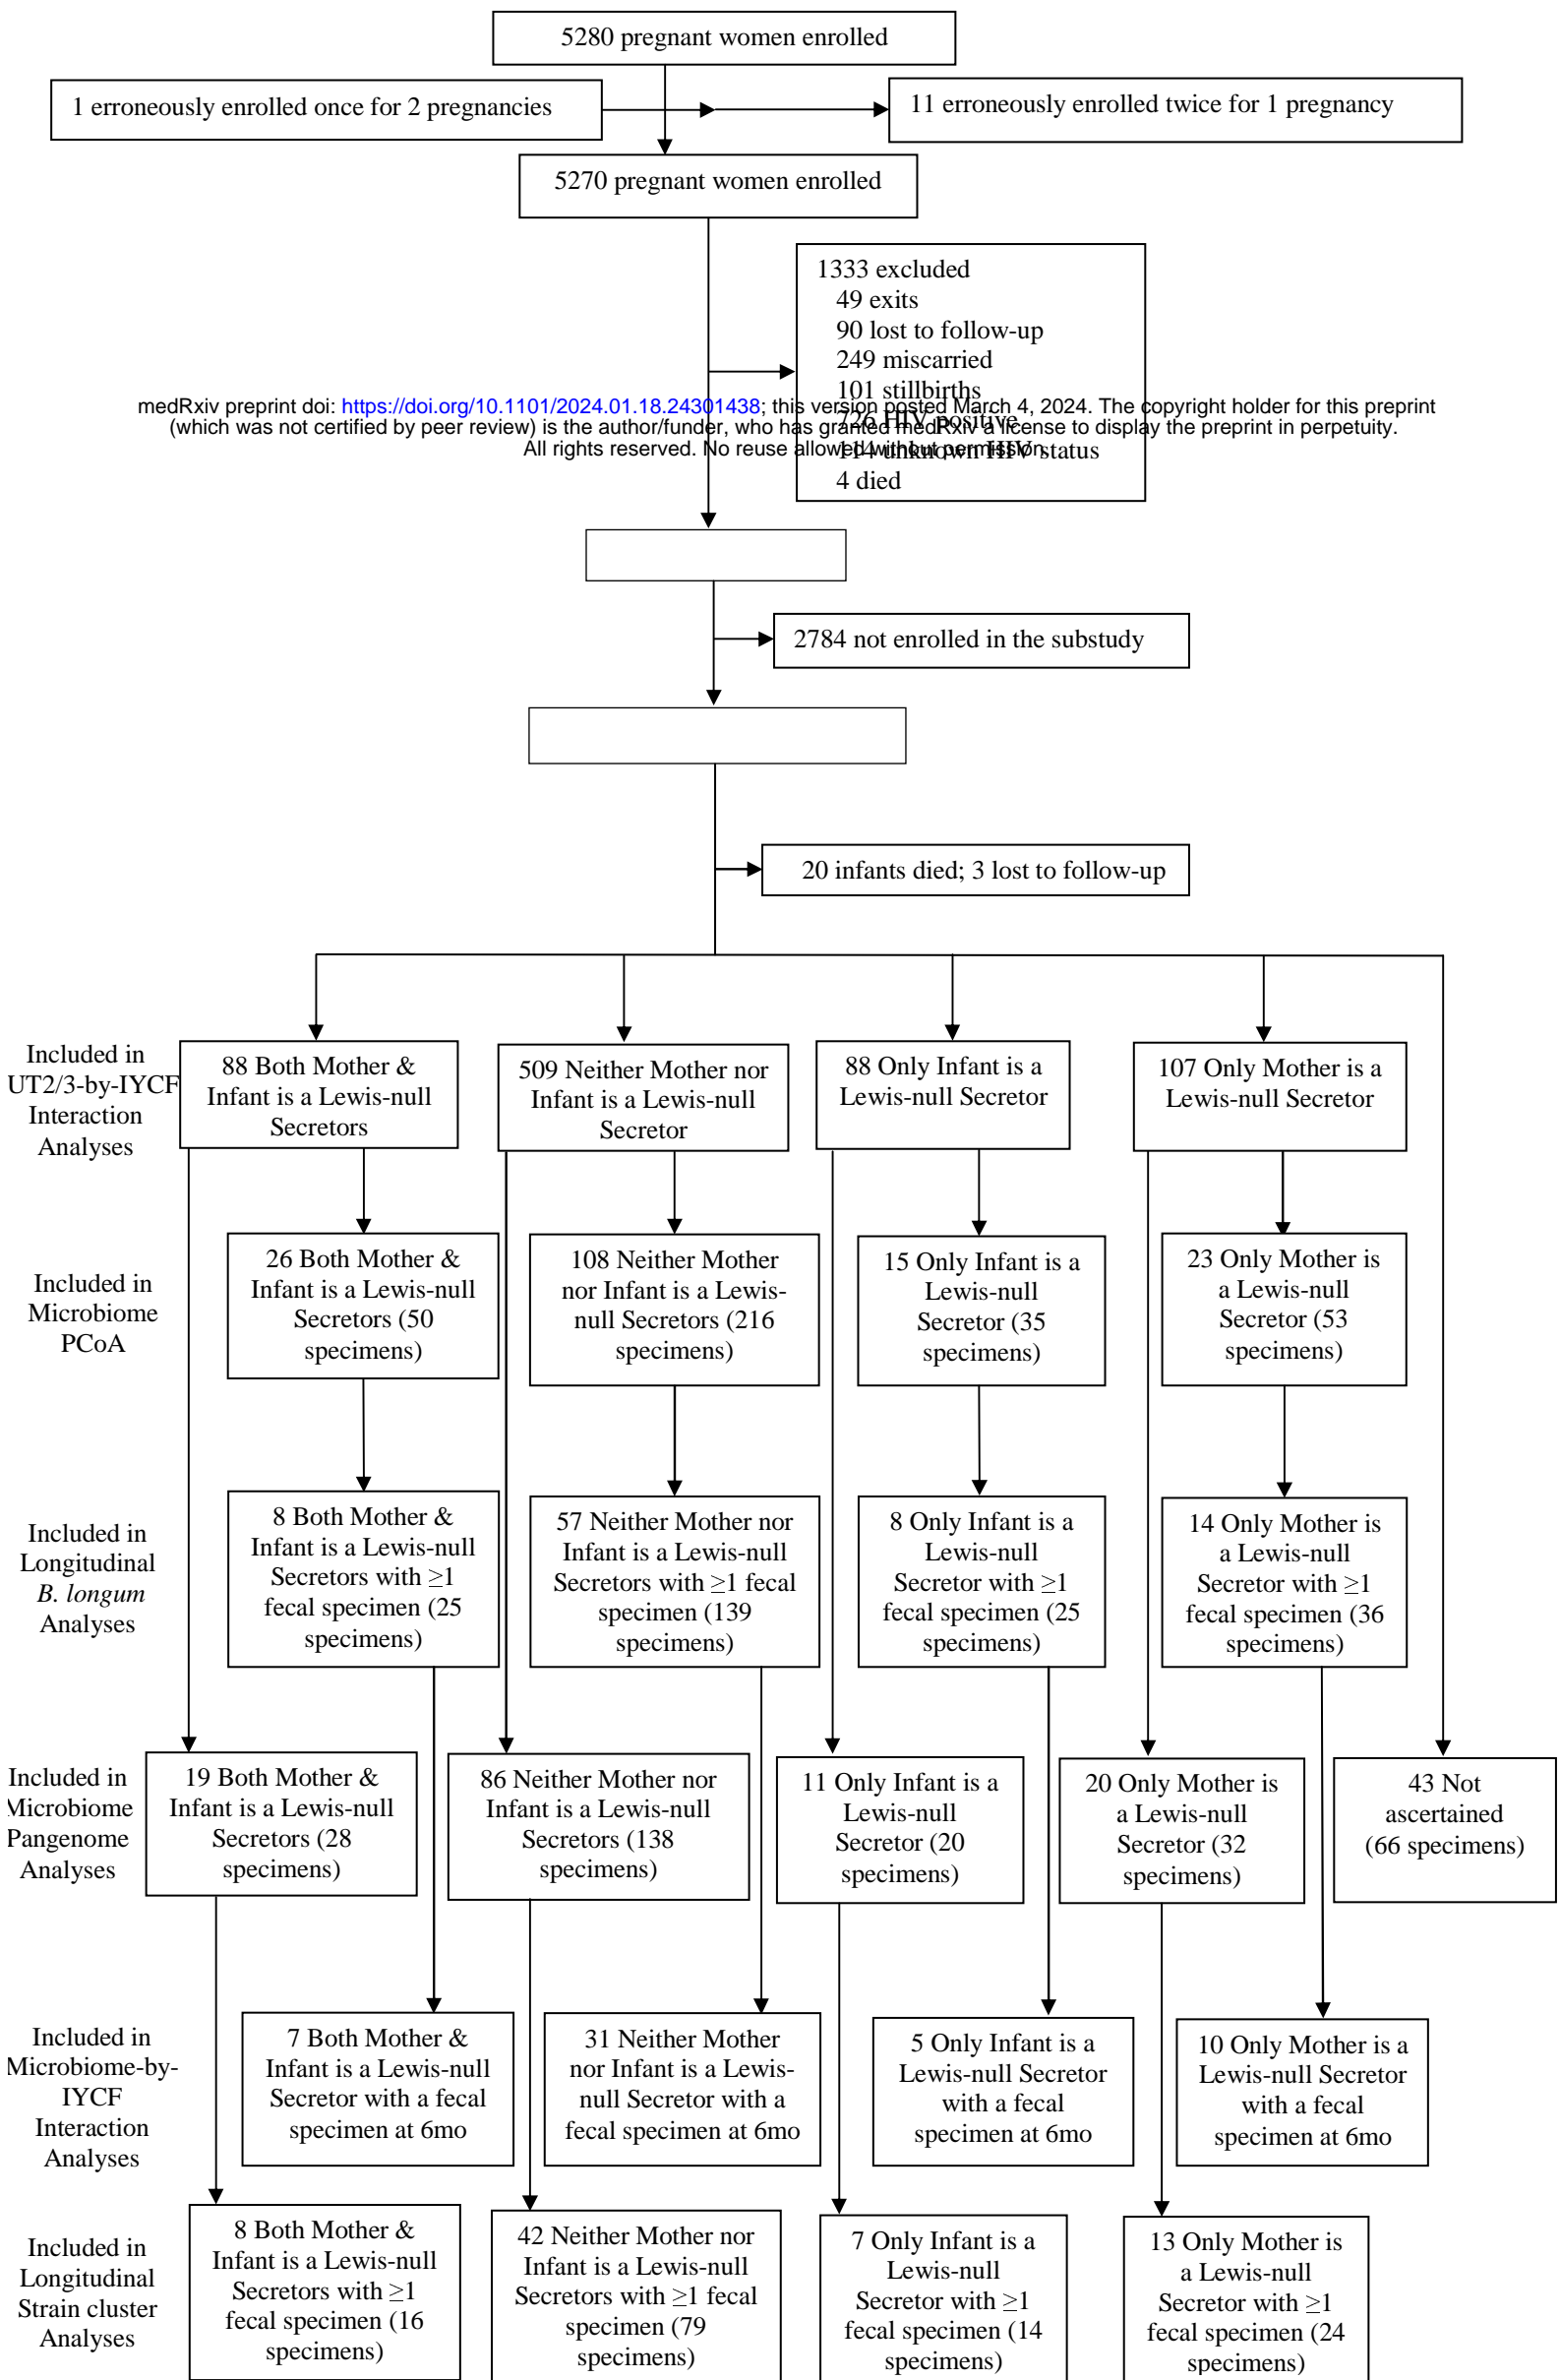 5280 pregnant women enrolled
1 erroneously enrolled once for 2 pregnancies
11 erroneously enrolled twice for 1 pregnancy
5270 pregnant women enrolled
1333 excluded
49 exits
90 lost to follow-up
249 miscarried
101 stillbirths
726 HIV positive
114 unknown HIV status
4 died
medRxiv preprint doi: https://doi.org/10.1101/2024.01.18.24301438; this version posted March 4, 2024. The copyright holder for this preprint
(which was not certified by peer review) is the author/funder, who has granted medRxiv a license to display the preprint in perpetuity.
All rights reserved. No reuse allowed without permission.
2784 not enrolled in the substudy
20 infants died; 3 lost to follow-up
Included in
UT2/3-by-IYCF
Interaction
Analyses
88 Both Mother &
Infant is a Lewis-null
Secretors
509 Neither Mother nor
Infant is a Lewis-null
Secretor
88 Only Infant is a
Lewis-null Secretor
107 Only Mother is a
Lewis-null Secretor
Included in
Microbiome
PCoA
26 Both Mother &
Infant is a Lewis-null
Secretors (50
specimens)
108 Neither Mother
nor Infant is a Lewis-
null Secretors (216
specimens)
15 Only Infant is a
Lewis-null
Secretor (35
specimens)
23 Only Mother is
a Lewis-null
Secretor (53
specimens)
Included in
Longitudinal
B. longum
Analyses
8 Both Mother &
Infant is a Lewis-null
Secretors with ≥1
fecal specimen (25
specimens)
57 Neither Mother nor
Infant is a Lewis-null
Secretors with ≥1 fecal
specimen (139
specimens)
8 Only Infant is a
Lewis-null
Secretor with ≥1
fecal specimen (25
specimens)
14 Only Mother is
a Lewis-null
Secretor with ≥1
fecal specimen (36
specimens)
Included in
Microbiome
Pangenome
Analyses
19 Both Mother &
Infant is a Lewis-null
Secretors (28
specimens)
86 Neither Mother nor
Infant is a Lewis-null
Secretors (138
specimens)
11 Only Infant is a
Lewis-null
Secretor (20
specimens)
20 Only Mother is
a Lewis-null
Secretor (32
specimens)
43 Not
ascertained
(66 specimens)
Included in
Microbiome-by-
IYCF
Interaction
Analyses
7 Both Mother &
Infant is a Lewis-null
Secretor with a fecal
specimen at 6mo
31 Neither Mother
nor Infant is a Lewis-
null Secretor with a
fecal specimen at 6mo
5 Only Infant is a
Lewis-null Secretor
with a fecal
specimen at 6mo
10 Only Mother is a
Lewis-null Secretor
with a fecal
specimen at 6mo
Included in
Longitudinal
Strain cluster
Analyses
8 Both Mother &
Infant is a Lewis-null
Secretors with ≥1
fecal specimen (16
specimens)
42 Neither Mother nor
Infant is a Lewis-null
Secretors with ≥1 fecal
specimen (79
specimens)
7 Only Infant is a
Lewis-null
Secretor with ≥1
fecal specimen (14
specimens)
13 Only Mother is
a Lewis-null
Secretor with ≥1
fecal specimen (24
specimens)